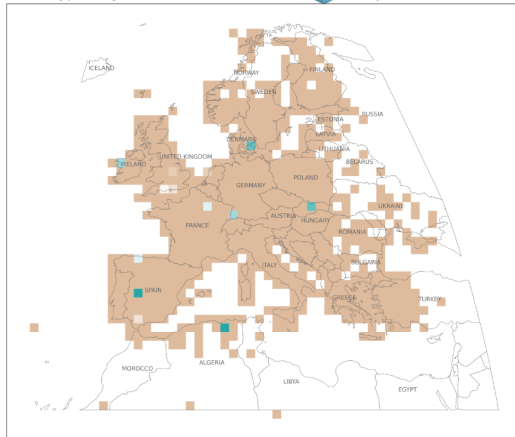 ICELAND
NORWAY
FINLAND
SWEDEN
RUSSIA
ESTONIA
LATVIA
DENMARK
LITHUANIA
BELARUS
IRELAND
UNITED KINGDOM
POLAND
GERMANY
UKRAINE
AUSTRIA
HUNGARY
FRANCE
ROMANIA
BULGARIA
ITALY
SPAIN
GREECE
TURKEY
MOROCCO
ALGERIA
LIBYA
EGYPT